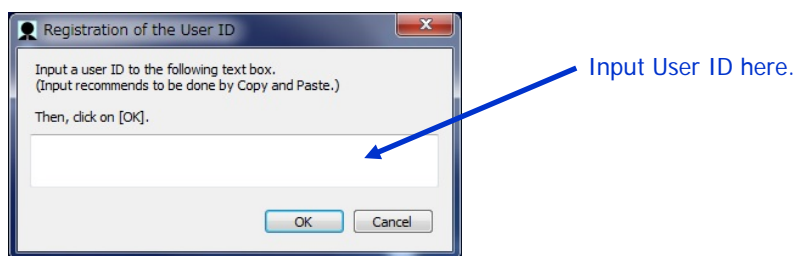 Registration of the User ID
Input User ID here.
Input a user ID to the following text box.
(Input recommends to be done by Copy and Paste.)
Then, click on [OK].
OK
Cancel